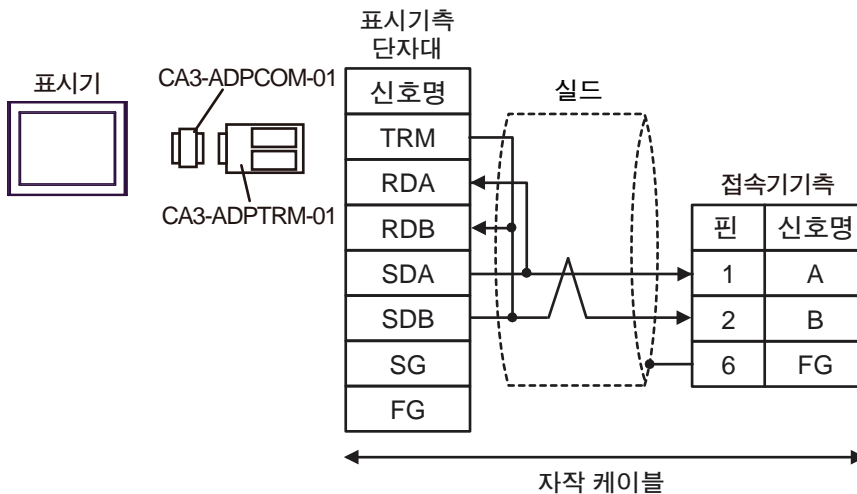 표시기
CA3-ADPCOM-01
CA3-ADPTRM-01
표시기측
단자대
신호명
TRM
RDA
RDB
SDA
SDB
SG
FG
실드
접속기기측
핀 신호명
1 A
2 B
6 FG
자작 케이블